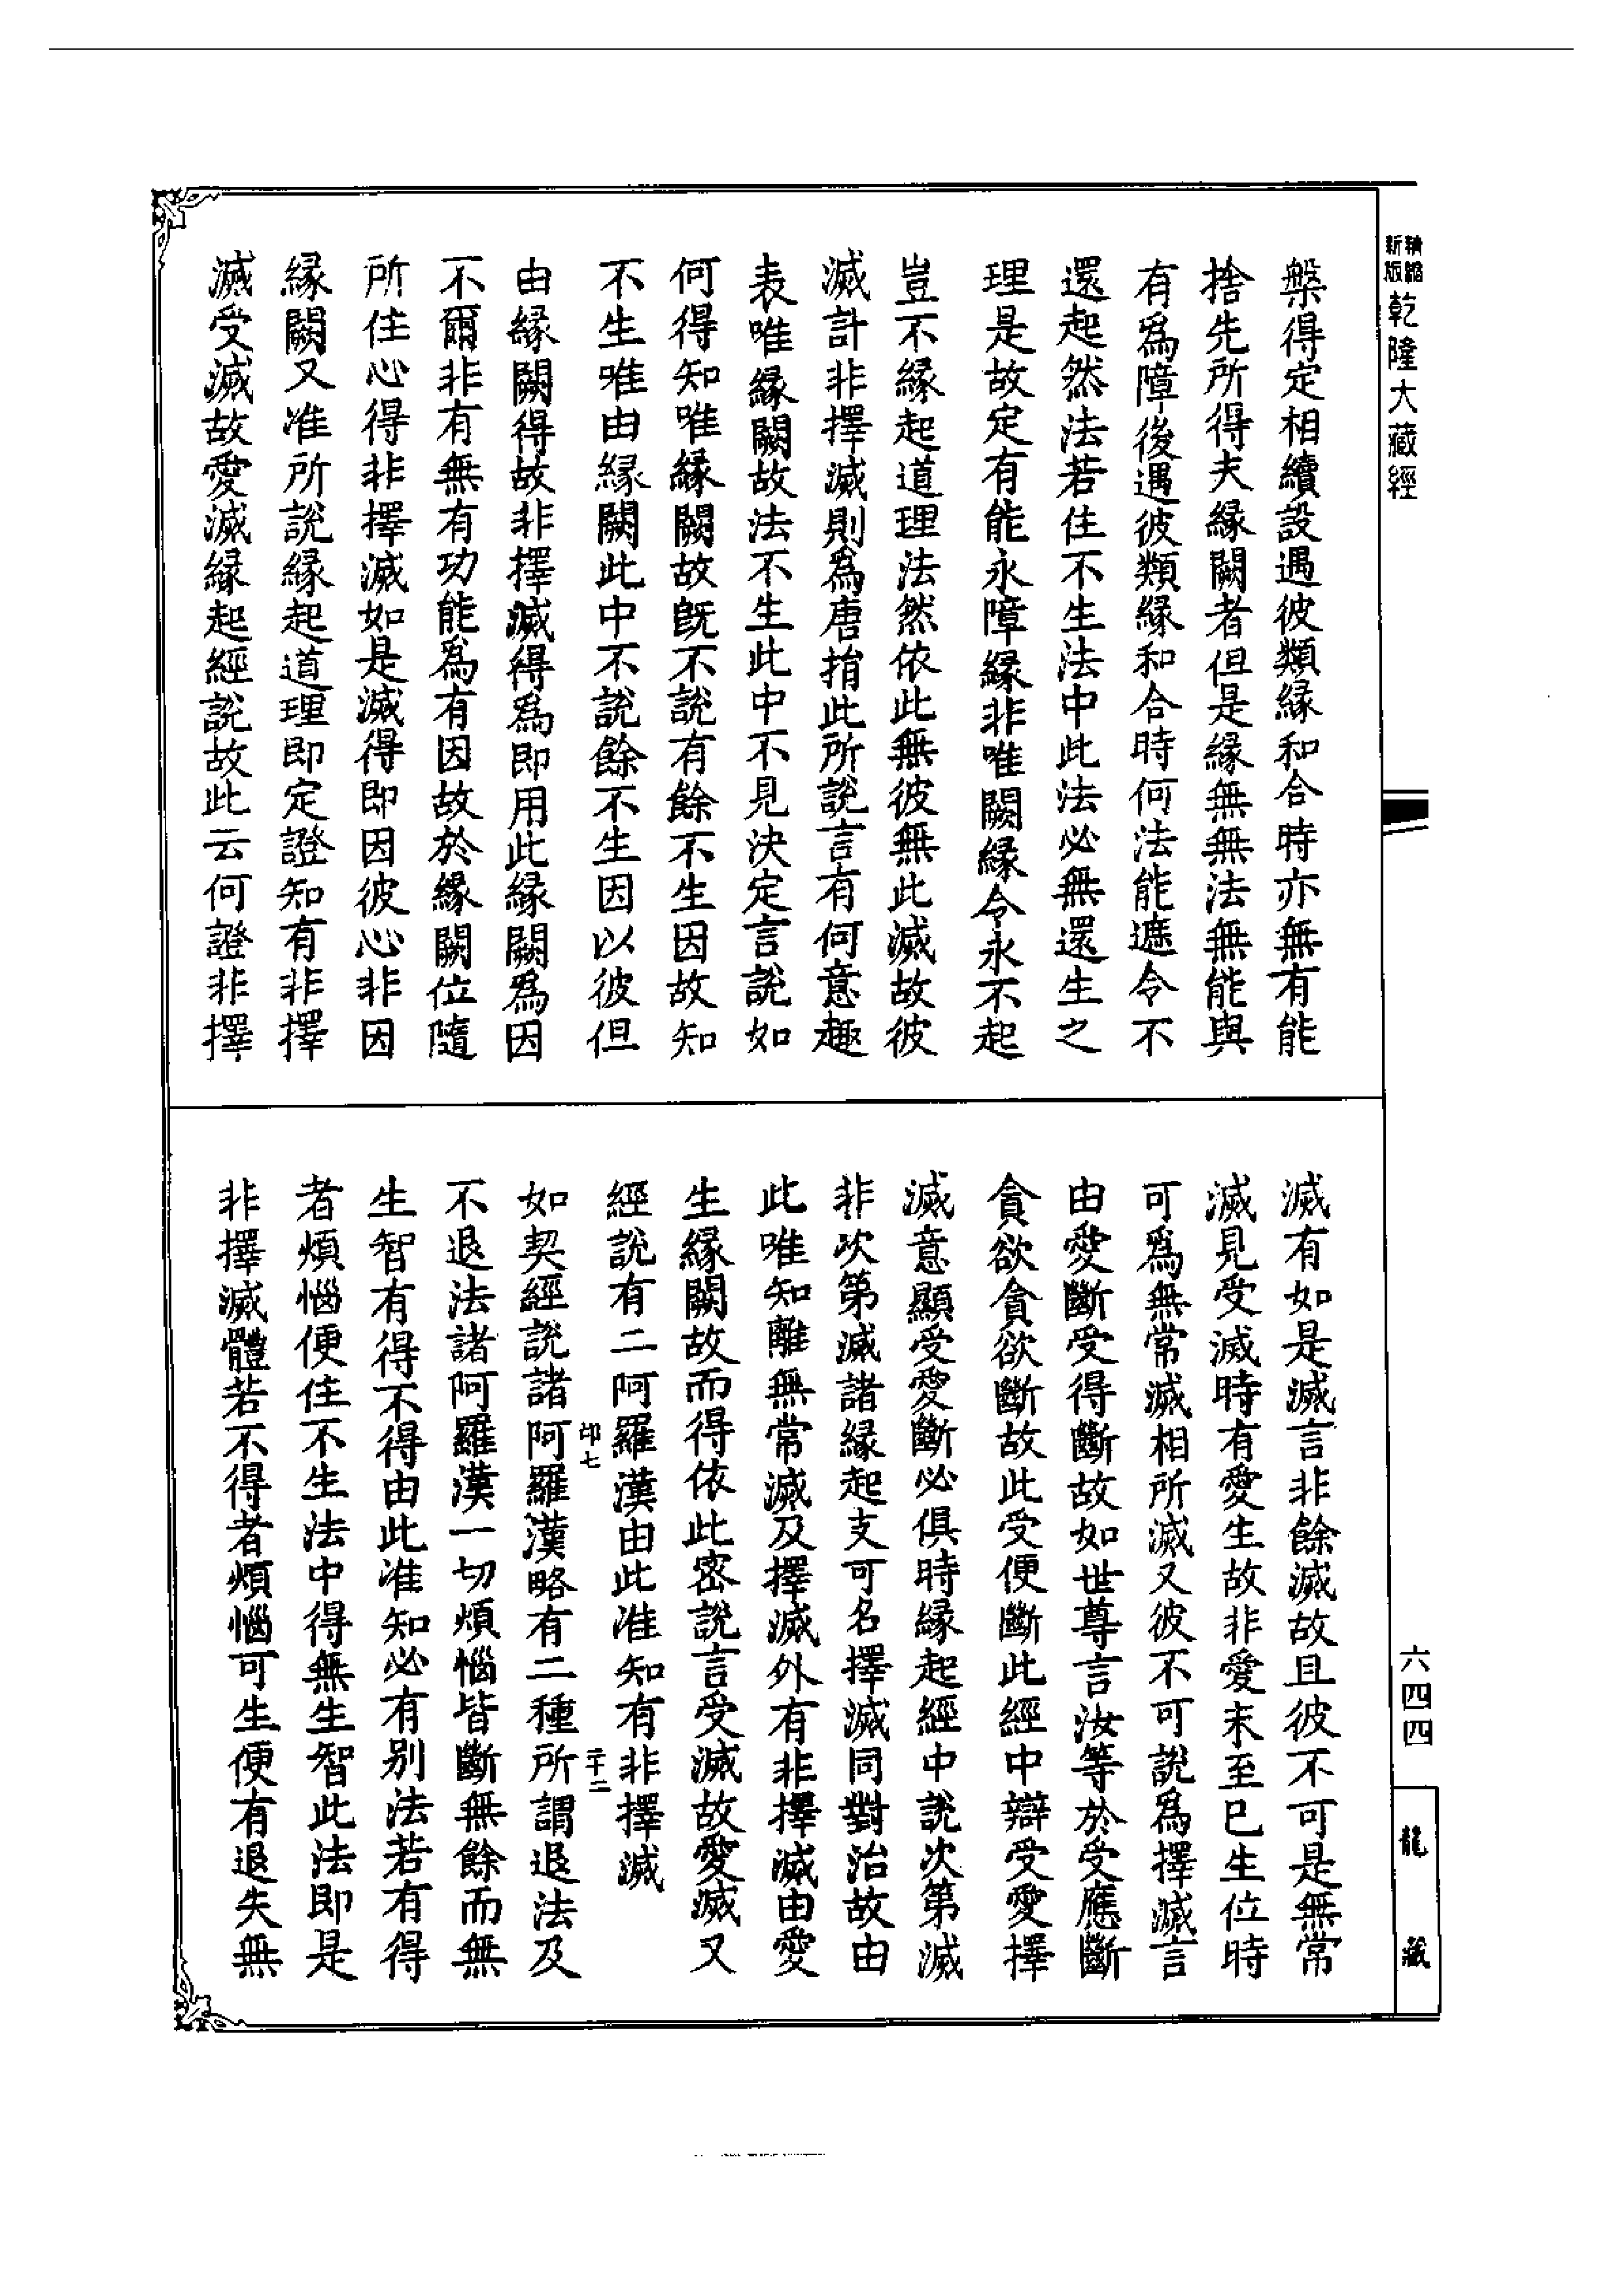 新版精縮乾隆大藏經
槃得定相續設遇彼類緣和合時亦無有能
捨先所得夫緣闕者但是緣無無法無能與
有為障後遇彼類緣和合時何法能遮令不
還起然法若住不生法中此法必無還生之
理是故定有能永障緣非唯闕緣令永不起
豈不緣起道理法然依此無彼無此滅故彼
滅計非擇滅則為唐捐此所說言有何意趣
表唯緣闕故法不生此中不見決定言說如
何得知唯緣闕故旣不說有餘不生因故知
不生唯由緣闕此中不說餘不生因以彼但
由緣闕得故非擇滅得為即用此緣闕為因
不爾非有無有功能為有因故於緣闕位隨
所住心得非擇滅如是滅得即因彼心非因
緣闕又准所說緣起道理即定證知有非擇
滅受滅故愛滅緣起經說故此云何證非擇
滅有如是滅言非餘滅故且彼不可是無常
滅見受滅時有愛生故非愛未至已生位時
可為無常滅相所滅又彼不可說為擇滅言
由愛斷受得斷故如世尊言汝等於受應斷
貪欲貪欲斷故此受便斷此經中辯受愛擇
滅意顯受愛斷必俱時緣起經中說次第滅
非次第滅諸緣起支可名擇滅同對治故由
此唯知離無常滅及擇滅外有非擇滅由愛
生緣闕故而得依此密說言受滅故愛滅又
經說有二阿羅漢由此准知有非擇滅
印七
二十二
如契經說諸阿羅漢略有二種所謂退法及
不退法諸阿羅漢一切煩惱皆斷無餘而無
生智有得不得由此准知必有別法若有得
者煩惱便住不生法中得無生智此法即是
非擇滅體若不得者煩惱可生便有退失無
六四四
龍藏